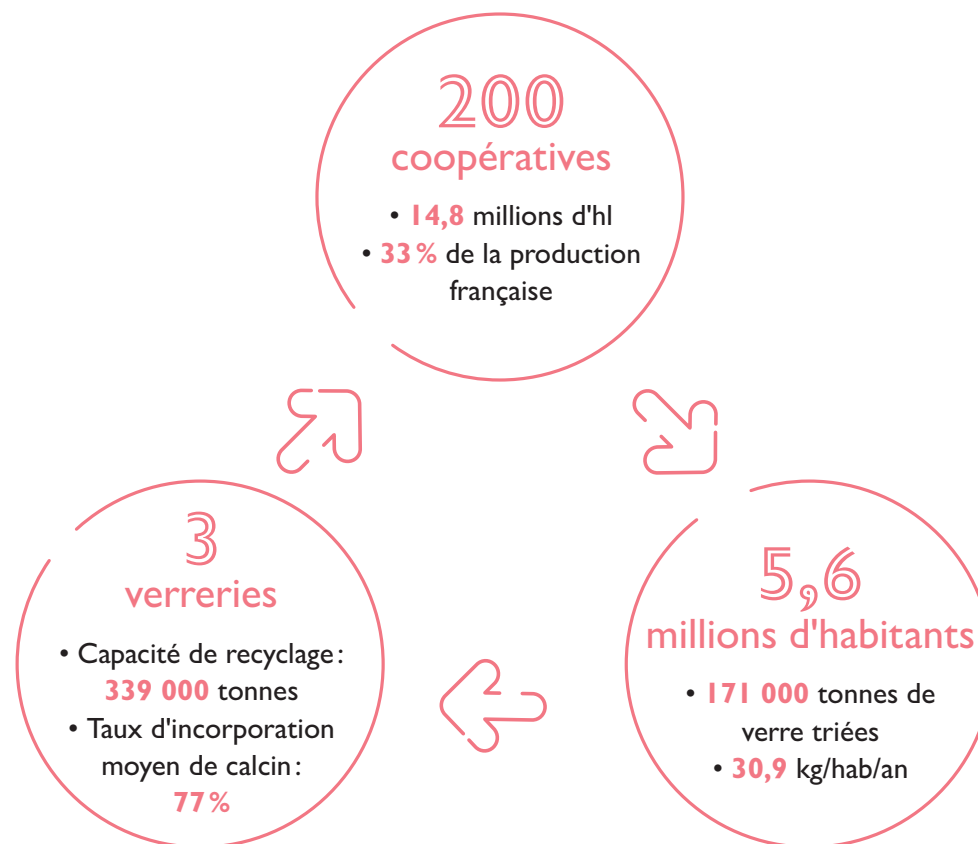 200
coopératives
• 14,8 millions d'hl
• 33 % de la production
française
3
verreries
• Capacité de recyclage :
339 000 tonnes
• Taux d'incorporation
moyen de calcin :
77 %
5,6
millions d'habitants
• 171 000 tonnes de
verre triées
• 30,9 kg/hab/an